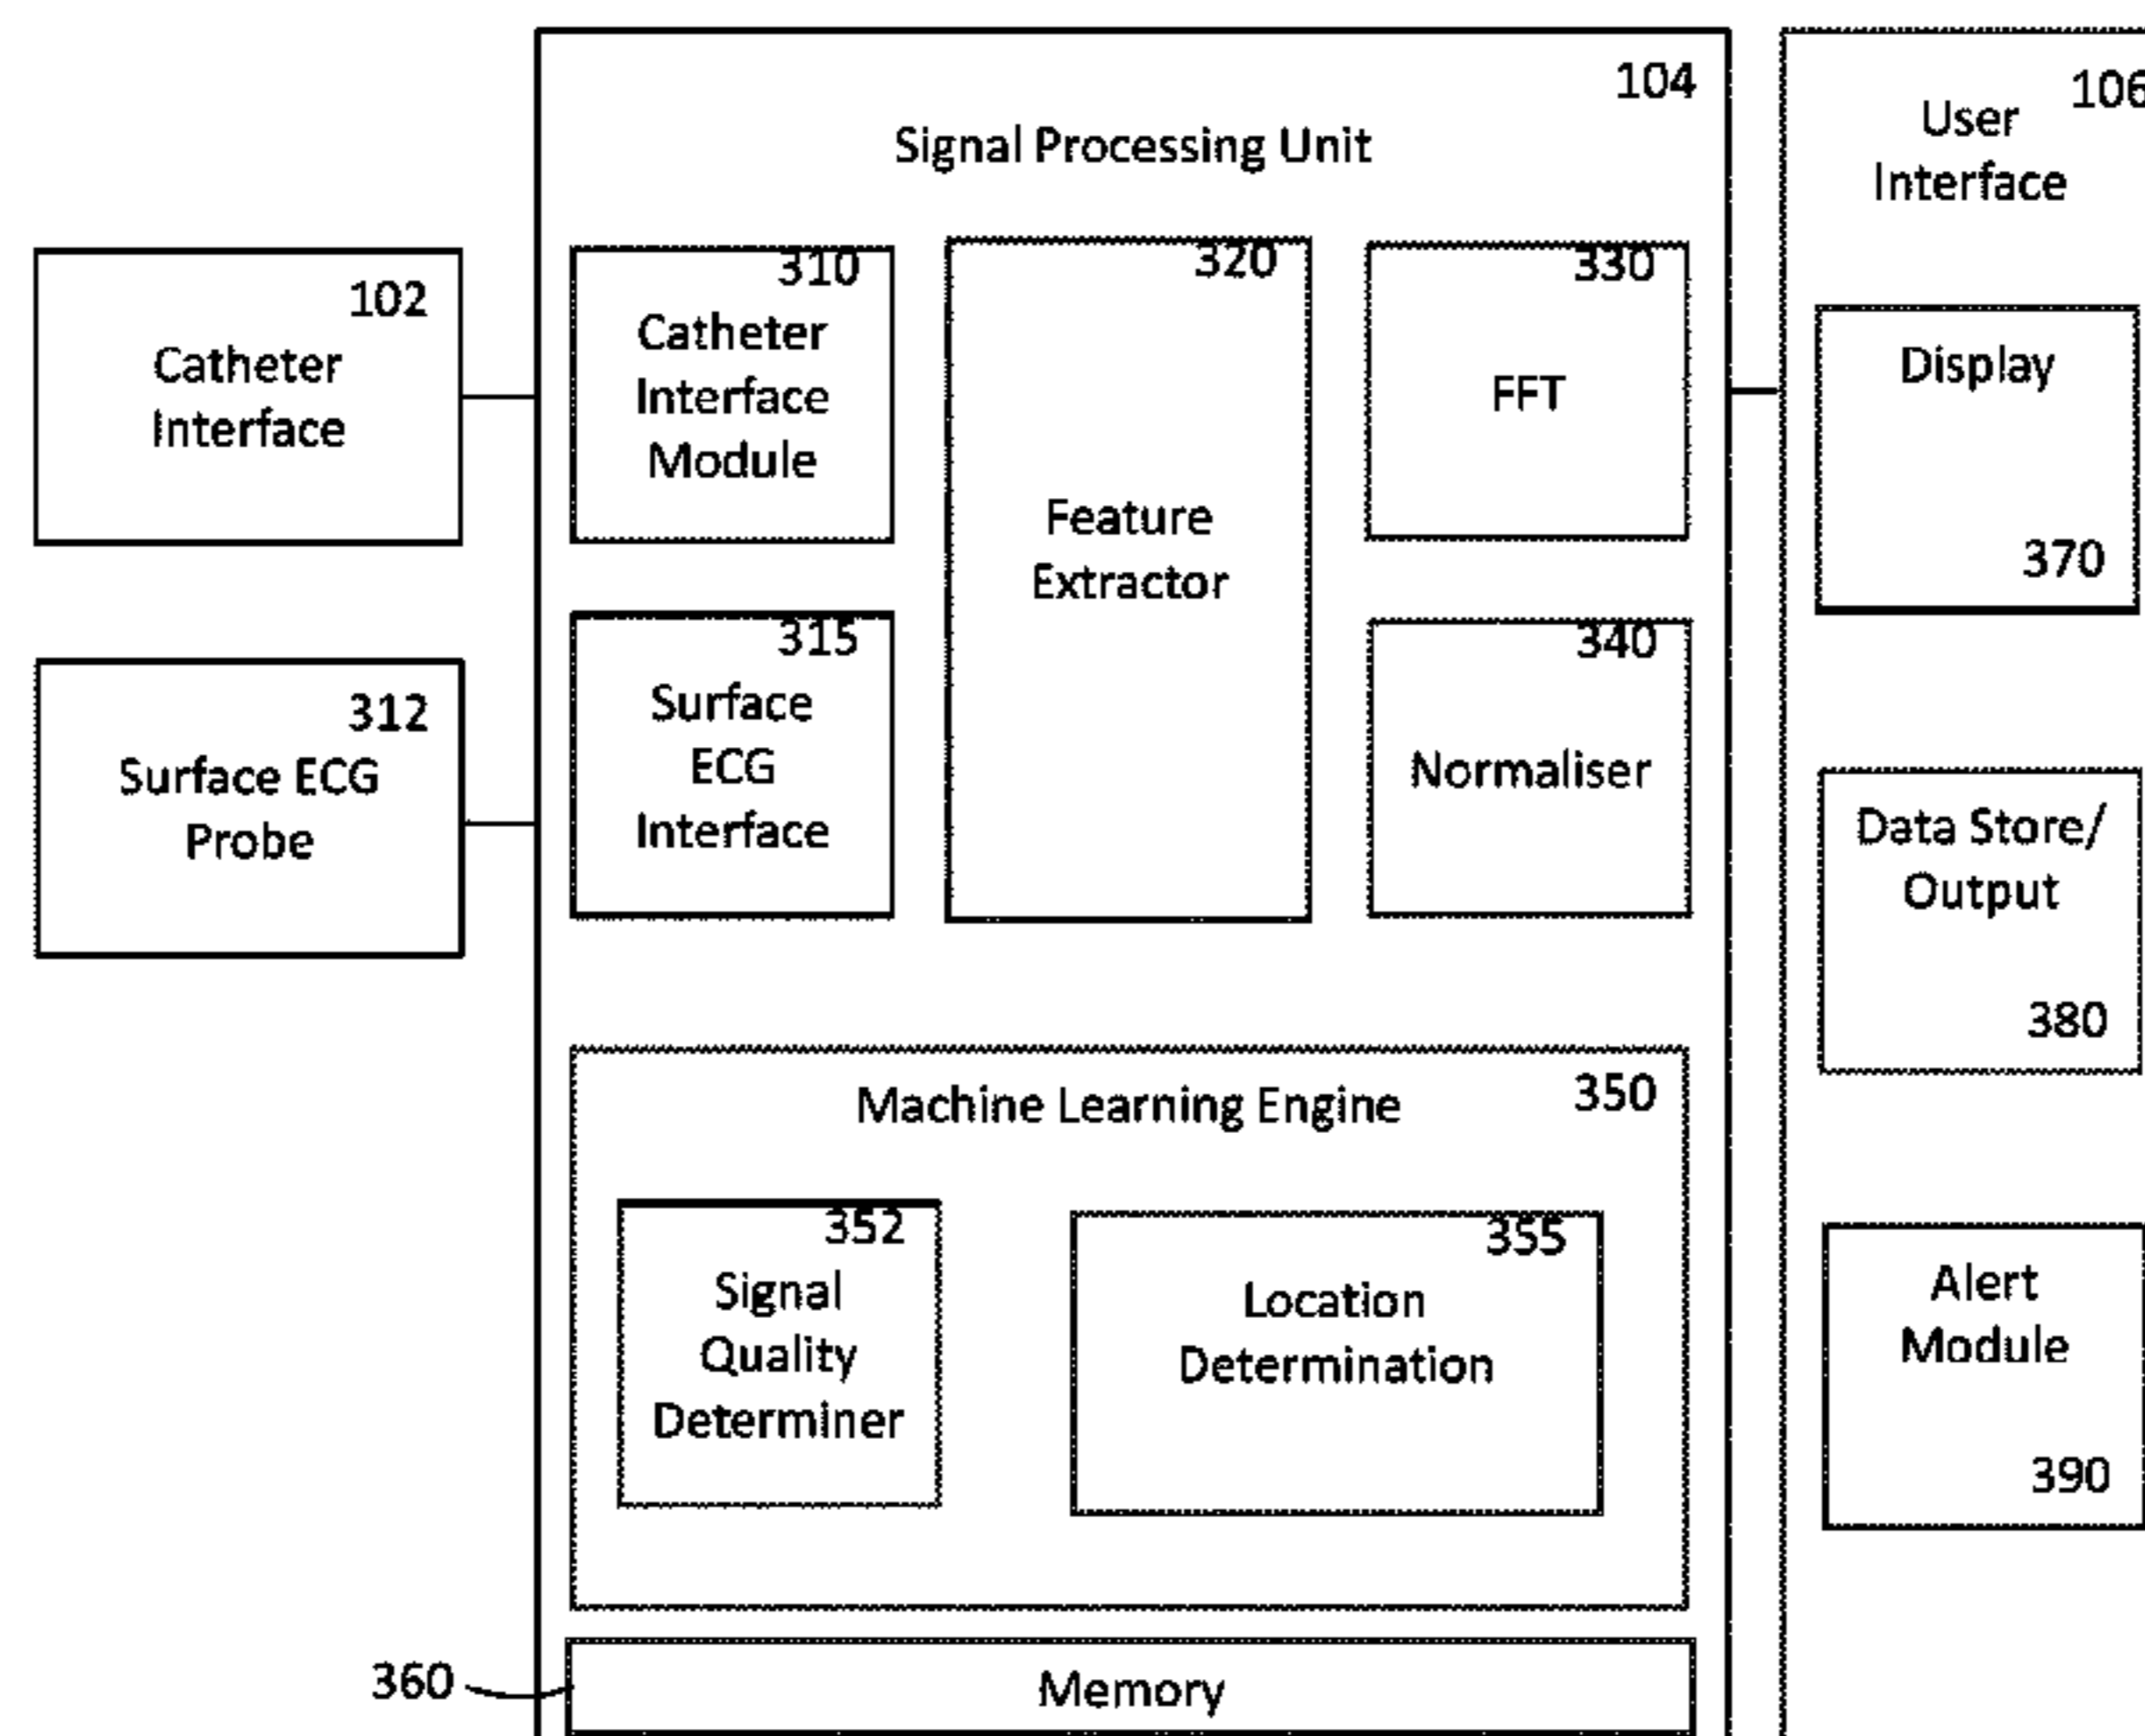 104
Signal Processing Unit
106
User
Interface
102
Catheter
Interface
310
Catheter
Interface
Module
320
Feature
Extractor
330
FFT
Display
370
312
Surface ECG
Probe
315
Surface
ECG
Interface
340
Normaliser
Data Store/
Output
380
Machine Learning Engine
350
352
Signal
Quality
Determiner
355
Location
Determination
Alert
Module
390
360
Memory